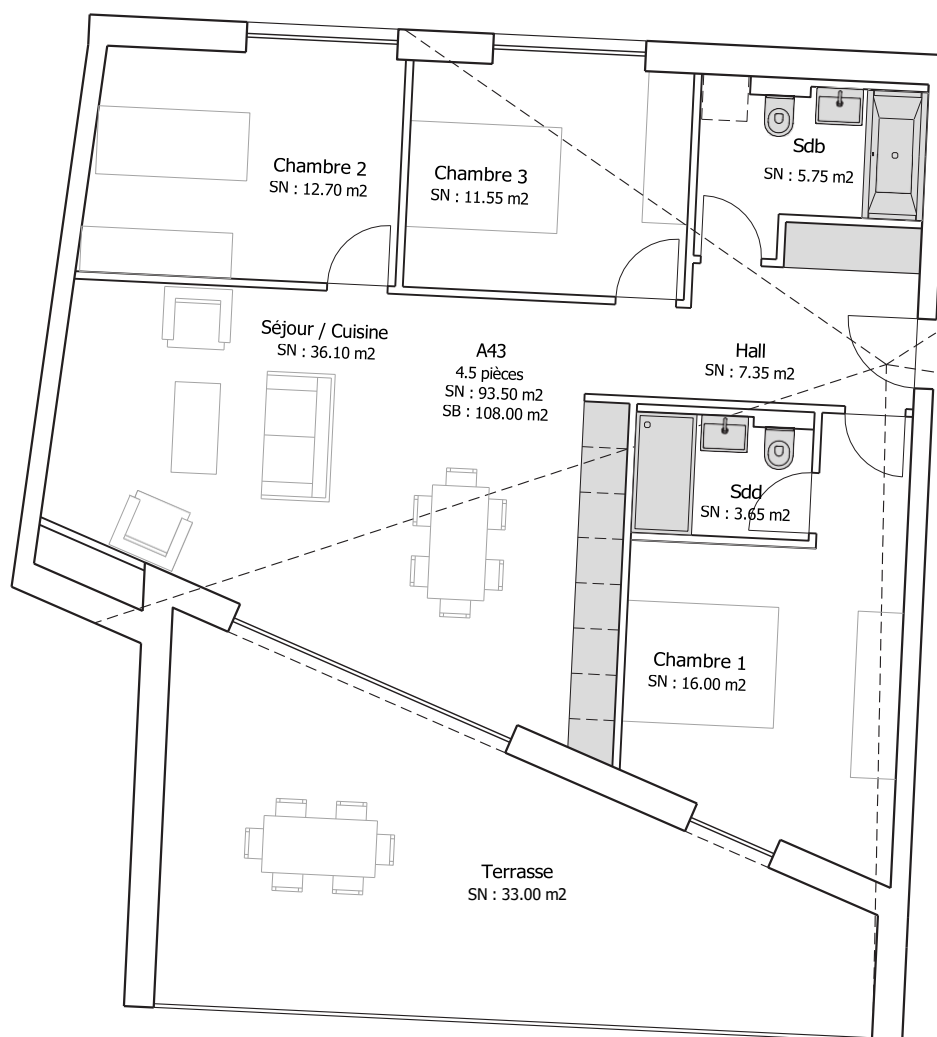 Chambre 2
SN : 12.70 m2
Chambre 3
SN : 11.55 m2
Sdb
SN : 5.75 m2
Séjour / Cuisine
SN : 36.10 m2
A43
4.5 pièces
SN : 93.50 m2
SB : 108.00 m2
Hall
SN : 7.35 m2
Sdd
SN : 3.65 m2
Chambre 1
SN : 16.00 m2
Terrasse
SN : 33.00 m2